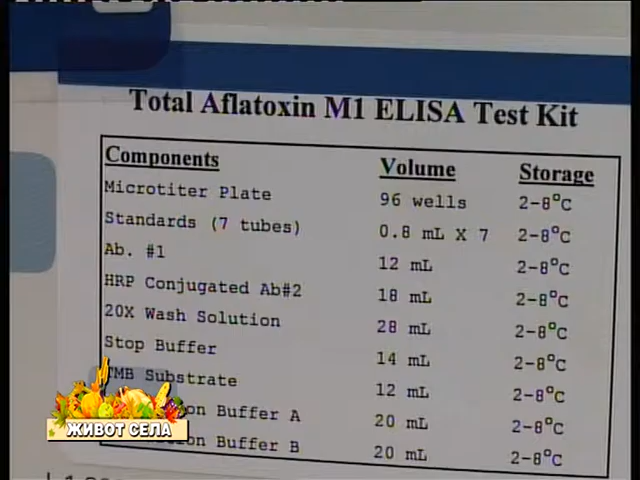 Total Aflatoxin M1 ELISA Test Kit
Components Volume Storage
Microtiter Plate 96 wells 2-8°C
Standards (7 tubes) 0.8 mL X 7 2-8°C
Ab. #1 12 mL 2-8°C
HRP Conjugated Ab#2 18 mL 2-8°C
20X Wash Solution 28 mL 2-8°C
Stop Buffer 14 mL 2-8°C
TMB Substrate 12 mL 2-8°C
Buffer A 20 mL 2-8°C
Buffer B 20 mL 2-8°C
ЖИВОТ СЕЛА